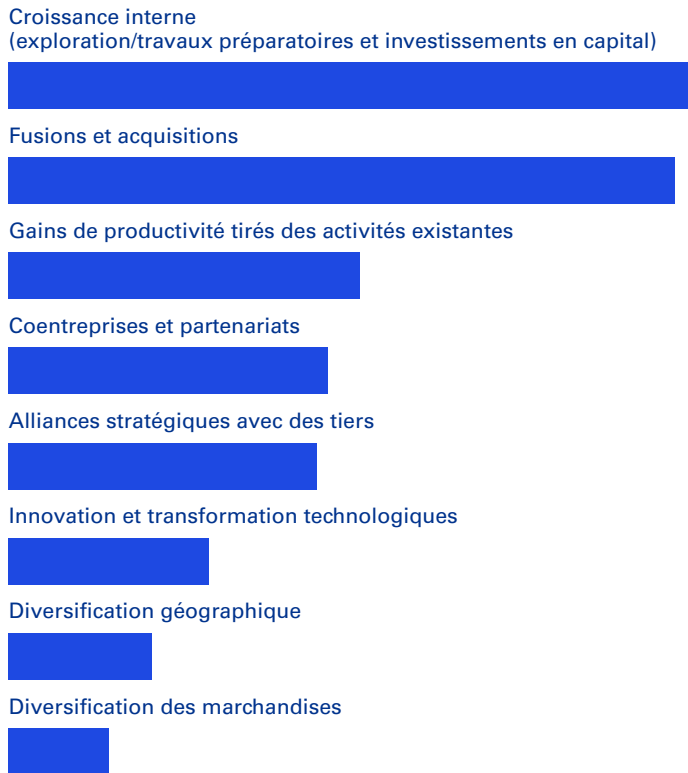 Croissance interne
(exploration/travaux préparatoires et investissements en capital)
Fusions et acquisitions
Gains de productivité tirés des activités existantes
Coentreprises et partenariats
Alliances stratégiques avec des tiers
Innovation et transformation technologiques
Diversification géographique
Diversification des marchandises